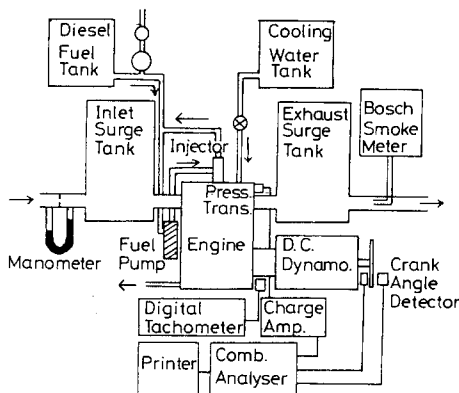 Diesel
Fuel
Tank
Cooling
Water
Tank
Inlet
Surge
Tank
Injector
Exhaust
Surge
Tank
Bosch
Smoke
Meter
Press.
Trans.
Manometer
Fuel
Pump
Engine
D.C.
Dynamo.
Crank
Angle
Detector
Digital
Tachometer
Charge
Amp.
Printer
Comb.
Analyser